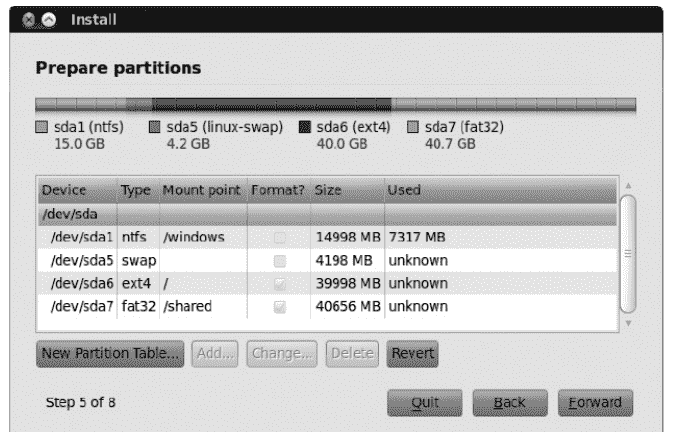 Install
Prepare partitions
sda1 (ntfs) sda5 (linux-swap) sda6 (ext4) sda7 (fat32)
15.0 GB 4.2 GB 40.0 GB 40.7 GB
Device Type Mount point Format? Size Used
/dev/sda
/dev/sda1 ntfs /windows 14998 MB 7317 MB
/dev/sda5 swap 4198 MB unknown
/dev/sda6 ext4 / 39998 MB unknown
/dev/sda7 fat32 /shared 40656 MB unknown
New Partition Table... Add... Change... Delete Revert
Step 5 of 8 Quit Back Forward